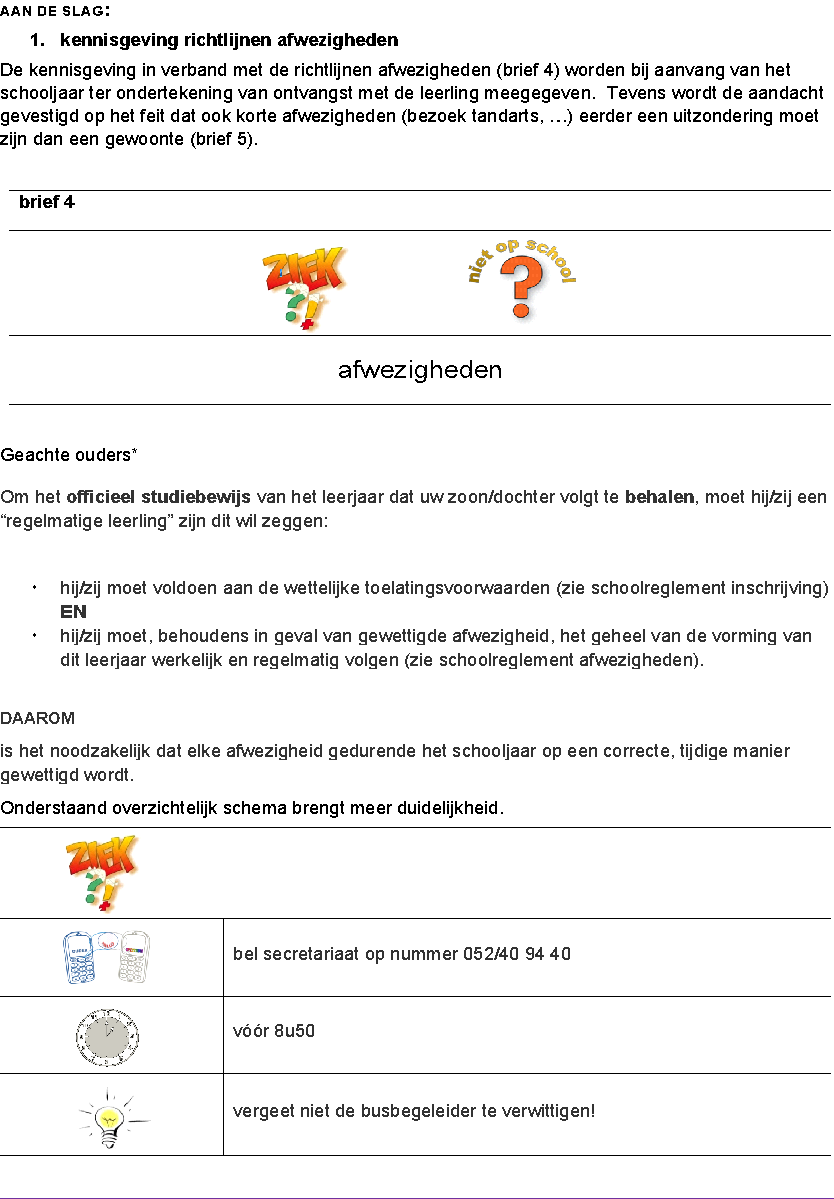 AAN DE SLAG:
1. kennisgeving richtlijnen afwezigheden
De kennisgeving in verband met de richtlijnen afwezigheden (brief 4) worden bij aanvang van het
schooljaar ter ondertekening van ontvangst met de leerling meegegeven. Tevens wordt de aandacht
gevestigd op het feit dat ook korte afwezigheden (bezoek tandarts, …) eerder een uitzondering moet
zijn dan een gewoonte (brief 5).
brief 4
ZIEK ?!
niet op school ?
afwezigheden
Geachte ouders*
Om het officieel studiebewijs van het leerjaar dat uw zoon/dochter volgt te behalen, moet hij/zij een
“regelmatige leerling” zijn dit wil zeggen:
• hij/zij moet voldoen aan de wettelijke toelatingsvoorwaarden (zie schoolreglement inschrijving)
EN
• hij/zij moet, behoudens in geval van gewettigde afwezigheid, het geheel van de vorming van
dit leerjaar werkelijk en regelmatig volgen (zie schoolreglement afwezigheden).
DAAROM
is het noodzakelijk dat elke afwezigheid gedurende het schooljaar op een correcte, tijdige manier
gewettigd wordt.
Onderstaand overzichtelijk schema brengt meer duidelijkheid.
ZIEK ?!
bel secretariaat op nummer 052/40 94 40
vóór 8u50
vergeet niet de busbegeleider te verwittigen!